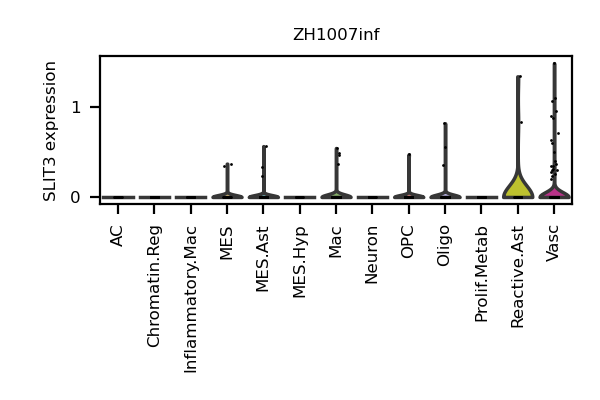 ZH1007inf
SLIT3 expression
1
0
AC
Chromatin.Reg
Inflammatory.Mac
MES
MES.Ast
MES.Hyp
Mac
Neuron
OPC
Oligo
Prolif.Metab
Reactive.Ast
Vasc